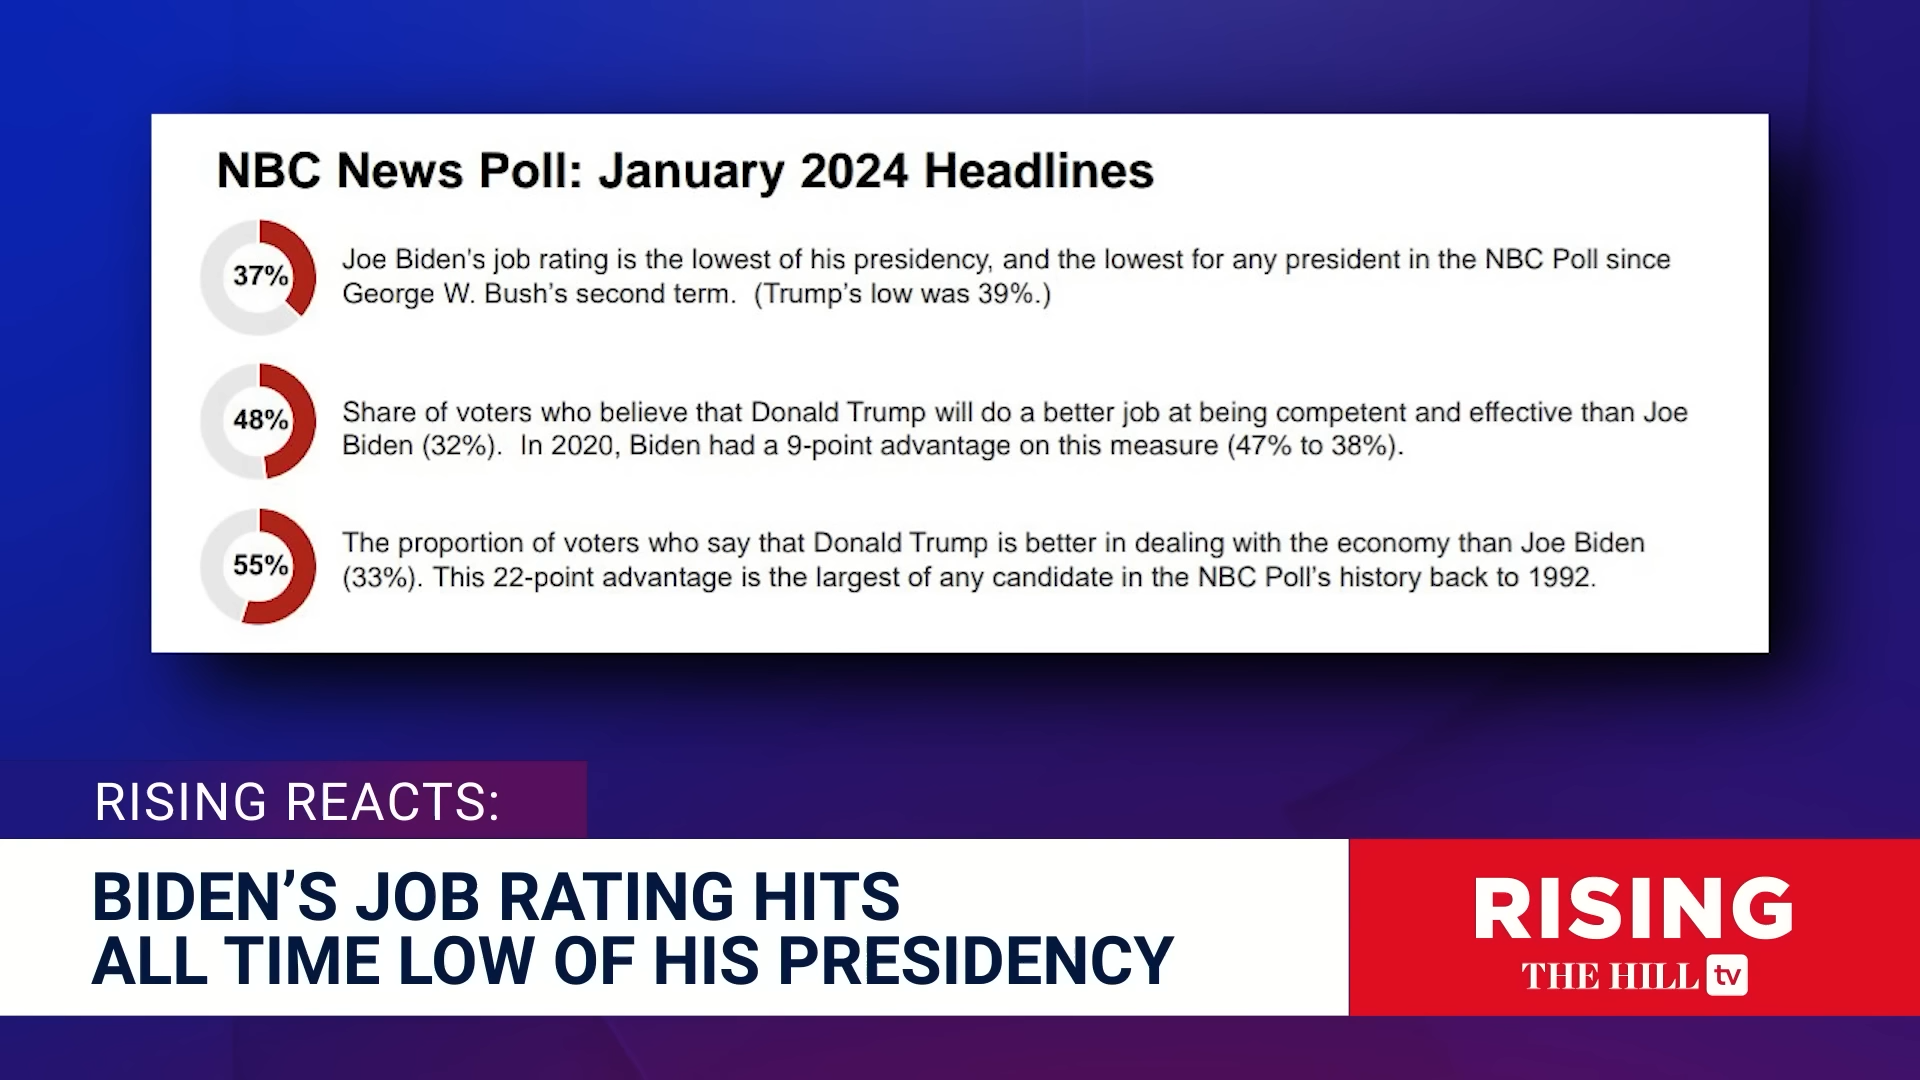 NBC News Poll: January 2024 Headlines
37%
Joe Biden's job rating is the lowest of his presidency, and the lowest for any president in the NBC Poll since
George W. Bush's second term. (Trump's low was 39%.)
48%
Share of voters who believe that Donald Trump will do a better job at being competent and effective than Joe
Biden (32%). In 2020, Biden had a 9-point advantage on this measure (47% to 38%).
55%
The proportion of voters who say that Donald Trump is better in dealing with the economy than Joe Biden
(33%). This 22-point advantage is the largest of any candidate in the NBC Poll's history back to 1992.
RISING REACTS:
BIDEN’S JOB RATING HITS
ALL TIME LOW OF HIS PRESIDENCY
RISING
THE HILL tv